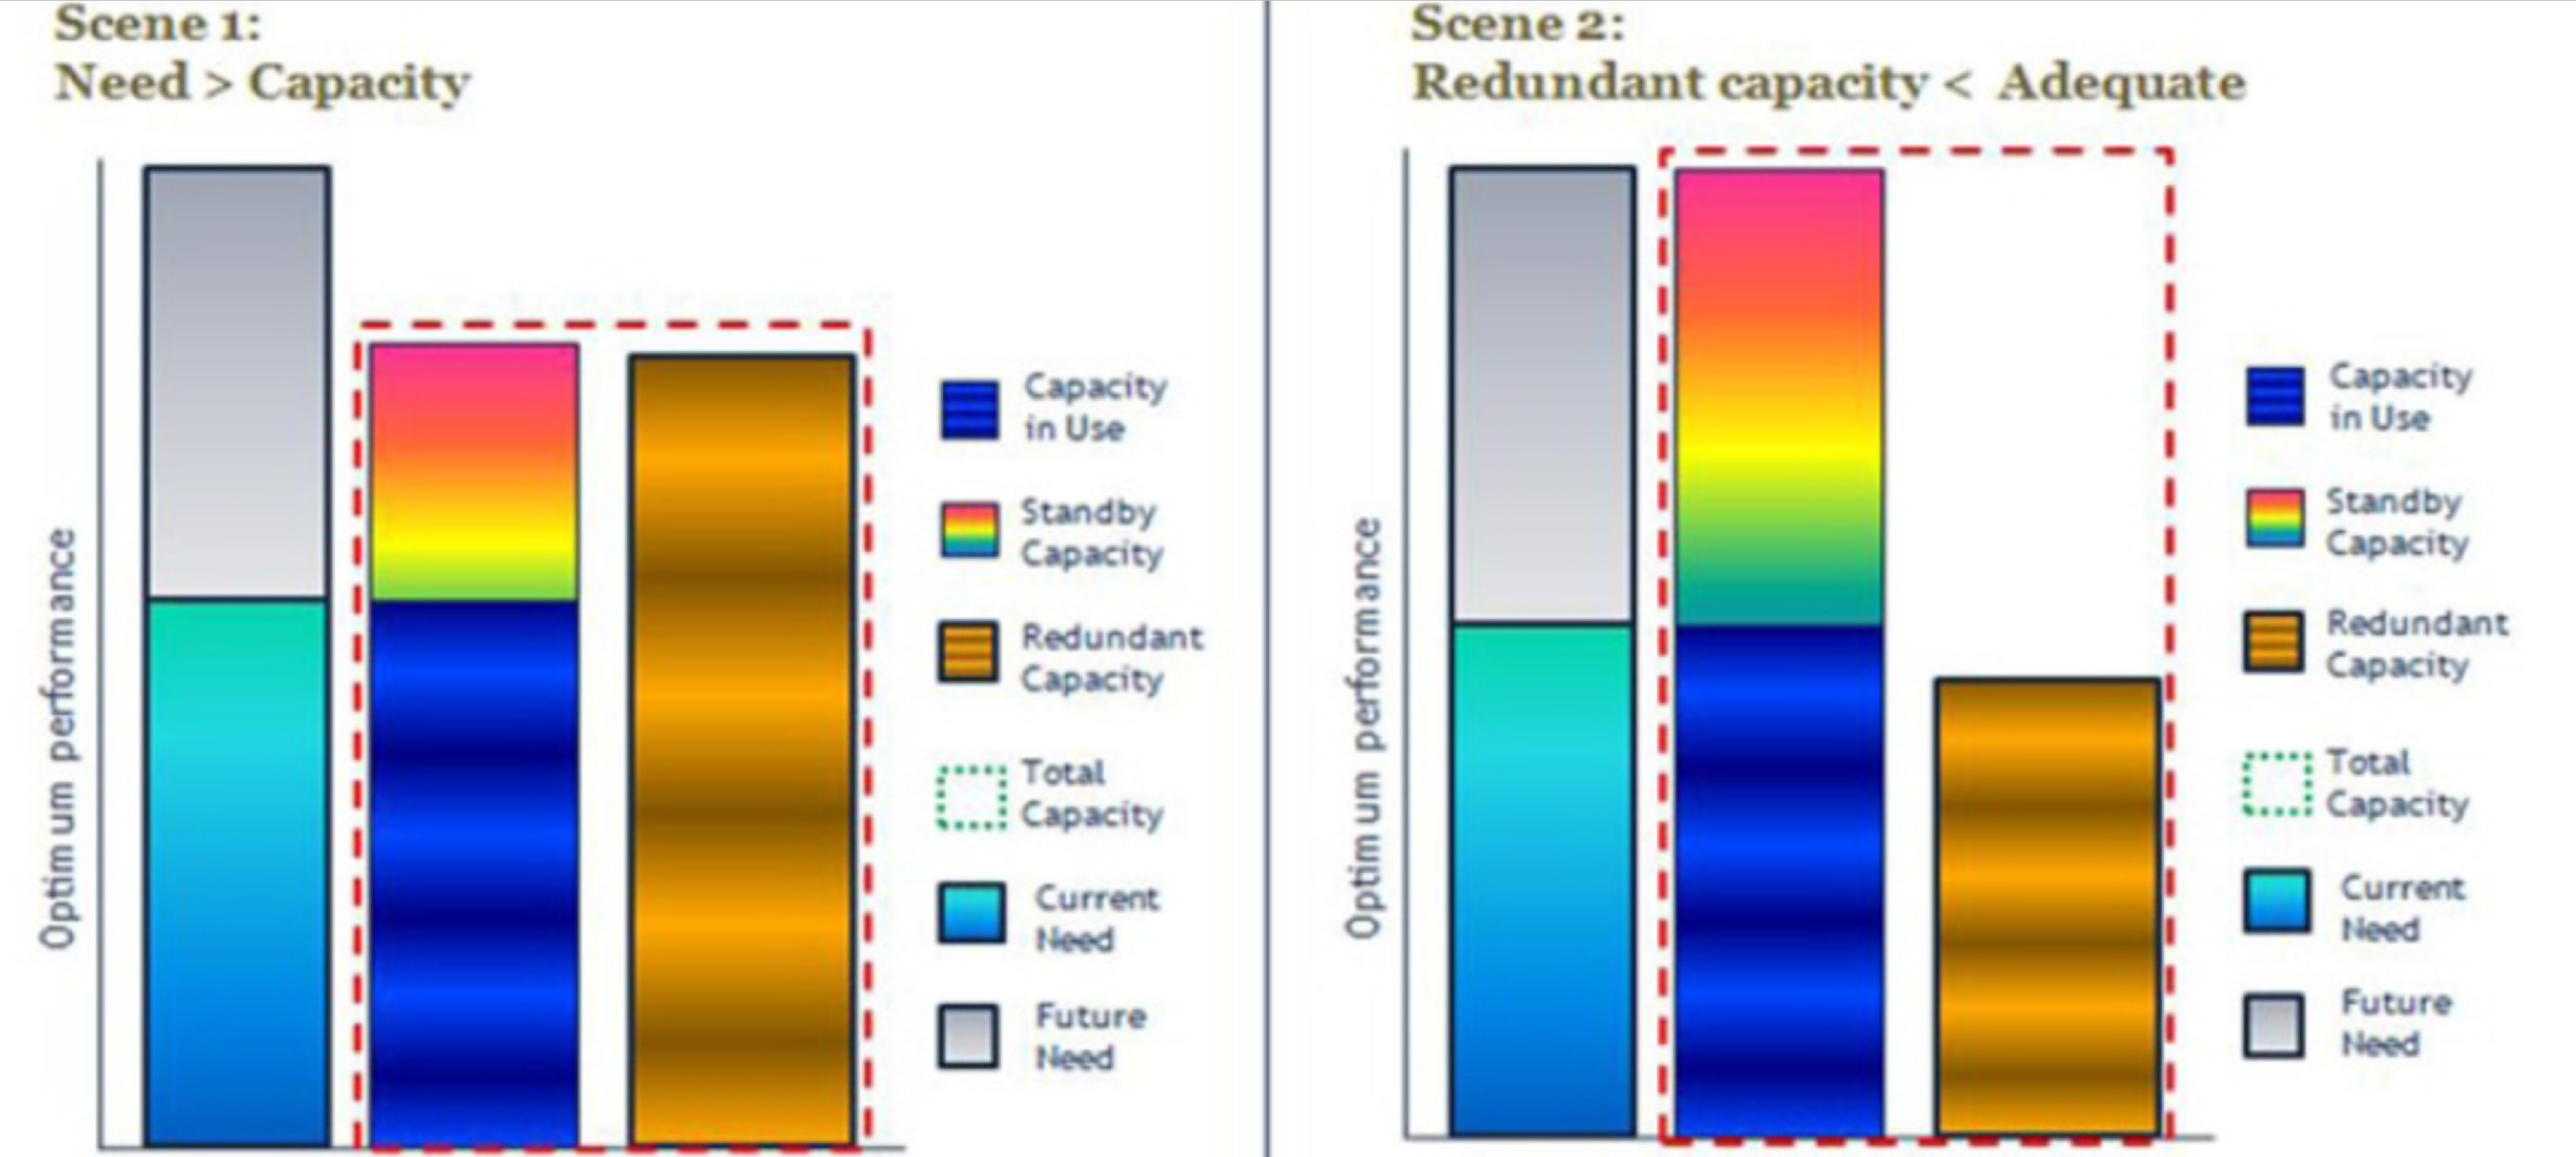 Scene 1:
Need > Capacity
Optimum performance
Capacity
in Use
Standby
Capacity
Redundant
Capacity
Total
Capacity
Current
Need
Future
Need
Scene 2:
Redundant capacity < Adequate
Optimum performance
Capacity
in Use
Standby
Capacity
Redundant
Capacity
Total
Capacity
Current
Need
Future
Need